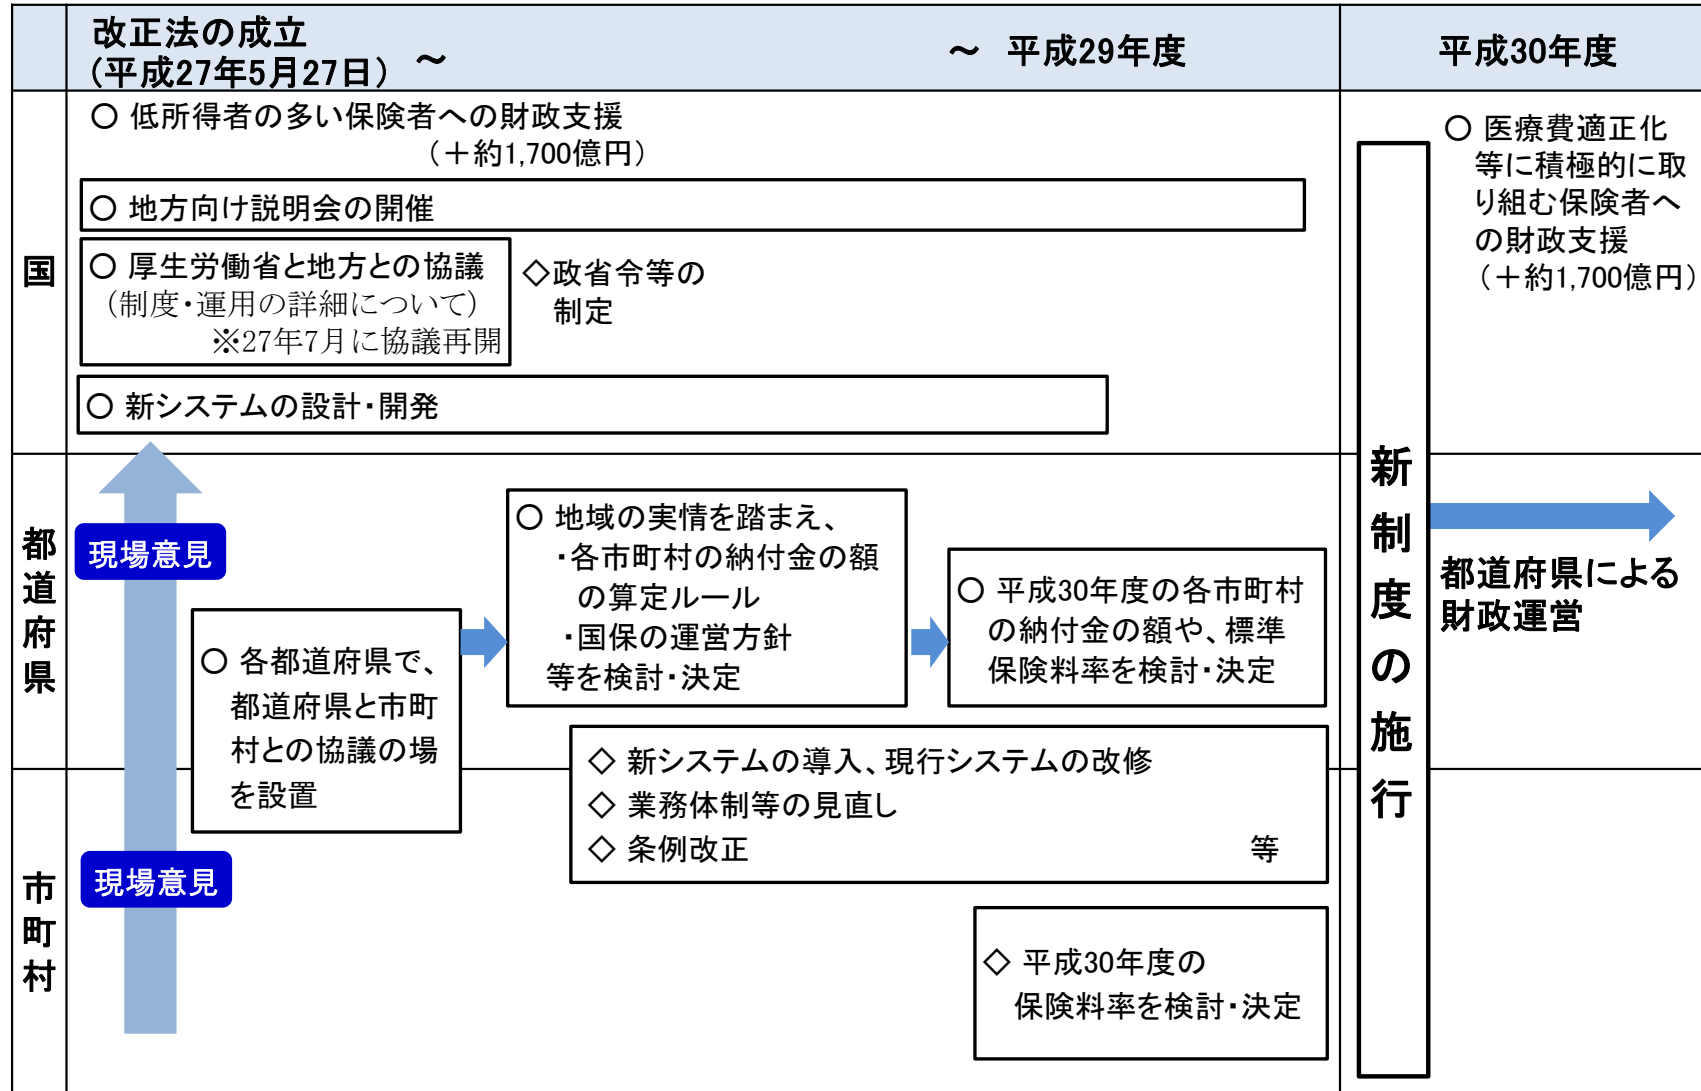 改正法の成立
(平成27年5月27日) ～
～ 平成29年度
平成30年度
国
○ 低所得者の多い保険者への財政支援
(＋約1,700億円)
○ 地方向け説明会の開催
○ 厚生労働省と地方との協議
(制度・運用の詳細について)
※27年7月に協議再開
◇政省令等の
制定
○ 新システムの設計・開発
○ 医療費適正化
等に積極的に取
り組む保険者へ
の財政支援
(＋約1,700億円)
都道府県
現場意見
○ 各都道府県で、
都道府県と市町
村との協議の場
を設置
○ 地域の実情を踏まえ、
・各市町村の納付金の額
の算定ルール
・国保の運営方針
等を検討・決定
○ 平成30年度の各市町村
の納付金の額や、標準
保険料率を検討・決定
◇ 新システムの導入、現行システムの改修
◇ 業務体制等の見直し
◇ 条例改正 等
新制度の施行
都道府県による
財政運営
市町村
現場意見
◇ 平成30年度の
保険料率を検討・決定